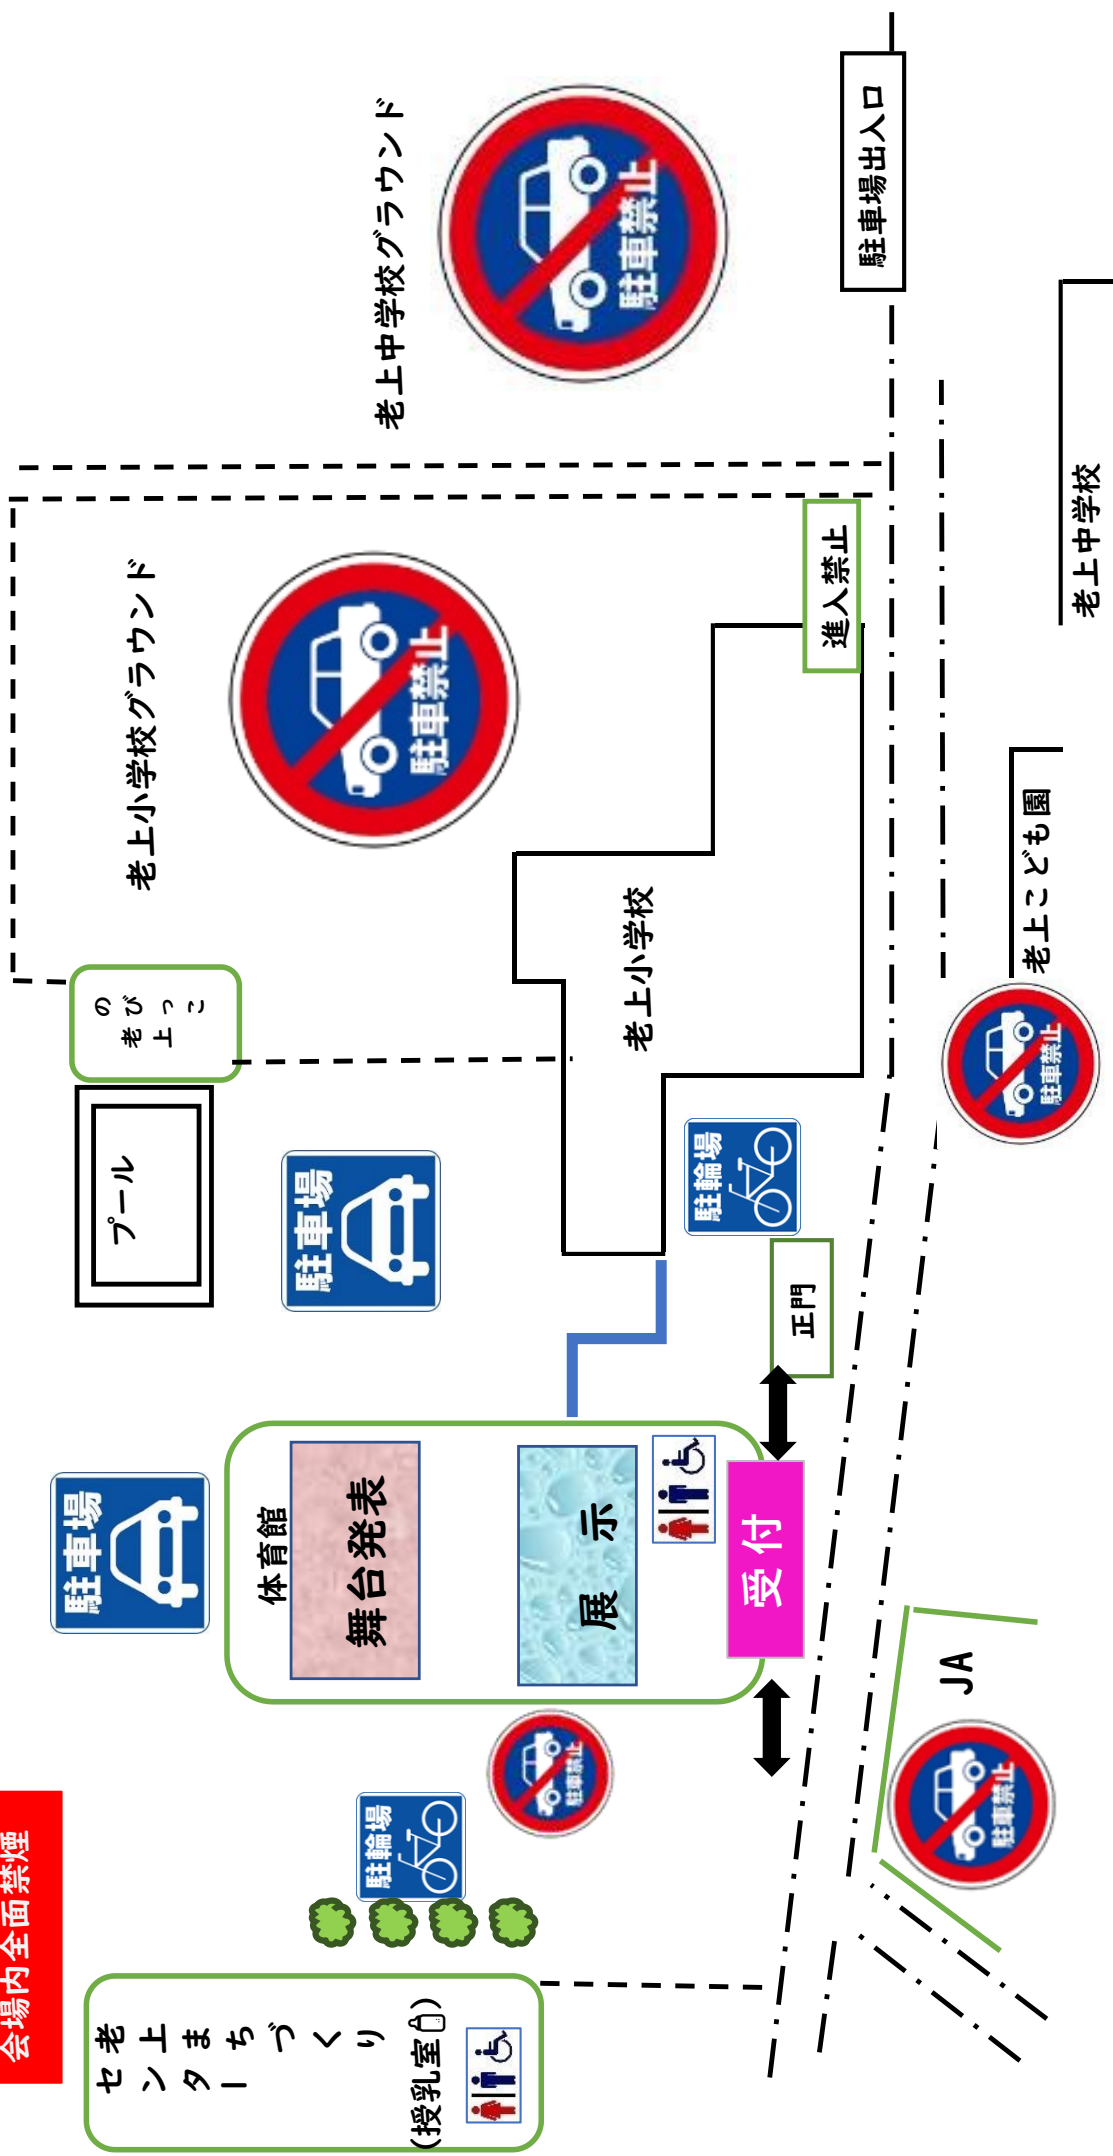 会場内全面禁煙
老上まちづくり
センター
(授乳室)
駐輪場
駐車禁止
駐車場
体育館
舞台発表
展 示
受付
正門
駐輪場
駐車場
プール
老上
のびっこ
老上小学校
老上小学校グラウンド
駐車禁止
進入禁止
老上中学校グラウンド
駐車禁止
駐車場出入口
JA
駐車禁止
老上こども園
駐車禁止
老上中学校